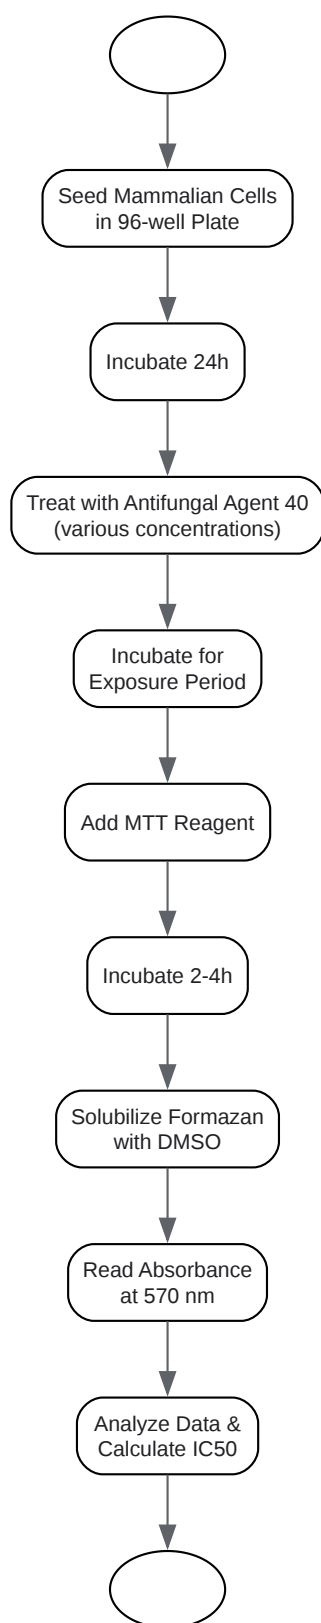 Seed Mammalian Cells
in 96-well Plate
Incubate 24h
Treat with Antifungal Agent 40
(various concentrations)
Incubate for
Exposure Period
Add MTT Reagent
Incubate 2-4h
Solubilize Formazan
with DMSO
Read Absorbance
at 570 nm
Analyze Data &
Calculate IC50